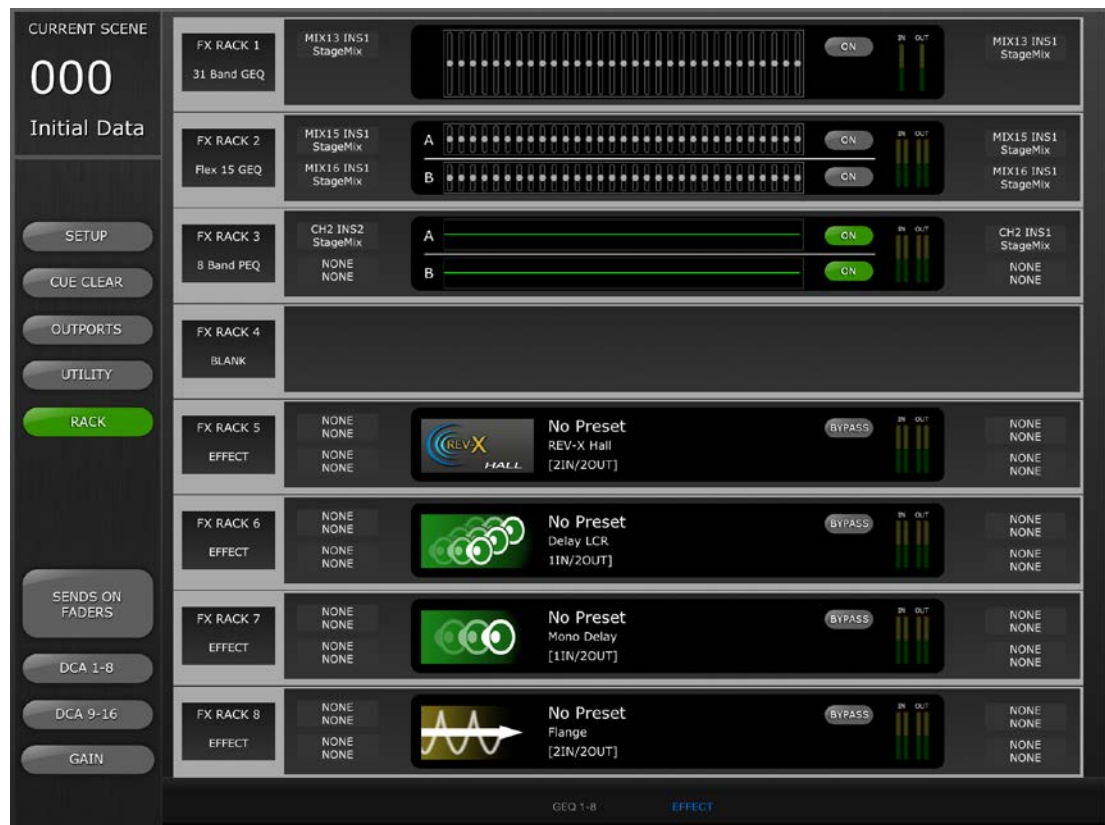 CURRENT SCENE
000
Initial Data
SETUP
CUE CLEAR
OUTPORTS
UTILITY
RACK
SENDS ON
FADERS
DCA 1-8
DCA 9-16
GAIN
FX RACK 1
31 Band GEQ
MIX13 INS1
StageMix
ON
IN OUT
MIX13 INS1
StageMix
FX RACK 2
Flex 15 GEQ
MIX15 INS1
StageMix
MIX16 INS1
StageMix
A
B
ON
ON
IN OUT
MIX15 INS1
StageMix
MIX16 INS1
StageMix
FX RACK 3
8 Band PEQ
CH2 INS2
StageMix
NONE
NONE
A
B
ON
ON
IN OUT
CH2 INS1
StageMix
NONE
NONE
FX RACK 4
BLANK
FX RACK 5
EFFECT
NONE
NONE
NONE
NONE
REV-X
HALL
No Preset
REV-X Hall
[2IN/2OUT]
BYPASS
IN OUT
NONE
NONE
NONE
NONE
FX RACK 6
EFFECT
NONE
NONE
NONE
NONE
No Preset
Delay LCR
1IN/2OUT]
BYPASS
IN OUT
NONE
NONE
NONE
NONE
FX RACK 7
EFFECT
NONE
NONE
NONE
NONE
No Preset
Mono Delay
[1IN/2OUT]
BYPASS
IN OUT
NONE
NONE
NONE
NONE
FX RACK 8
EFFECT
NONE
NONE
NONE
NONE
No Preset
Flange
[2IN/2OUT]
BYPASS
IN OUT
NONE
NONE
NONE
NONE
GEQ 1-8
EFFECT